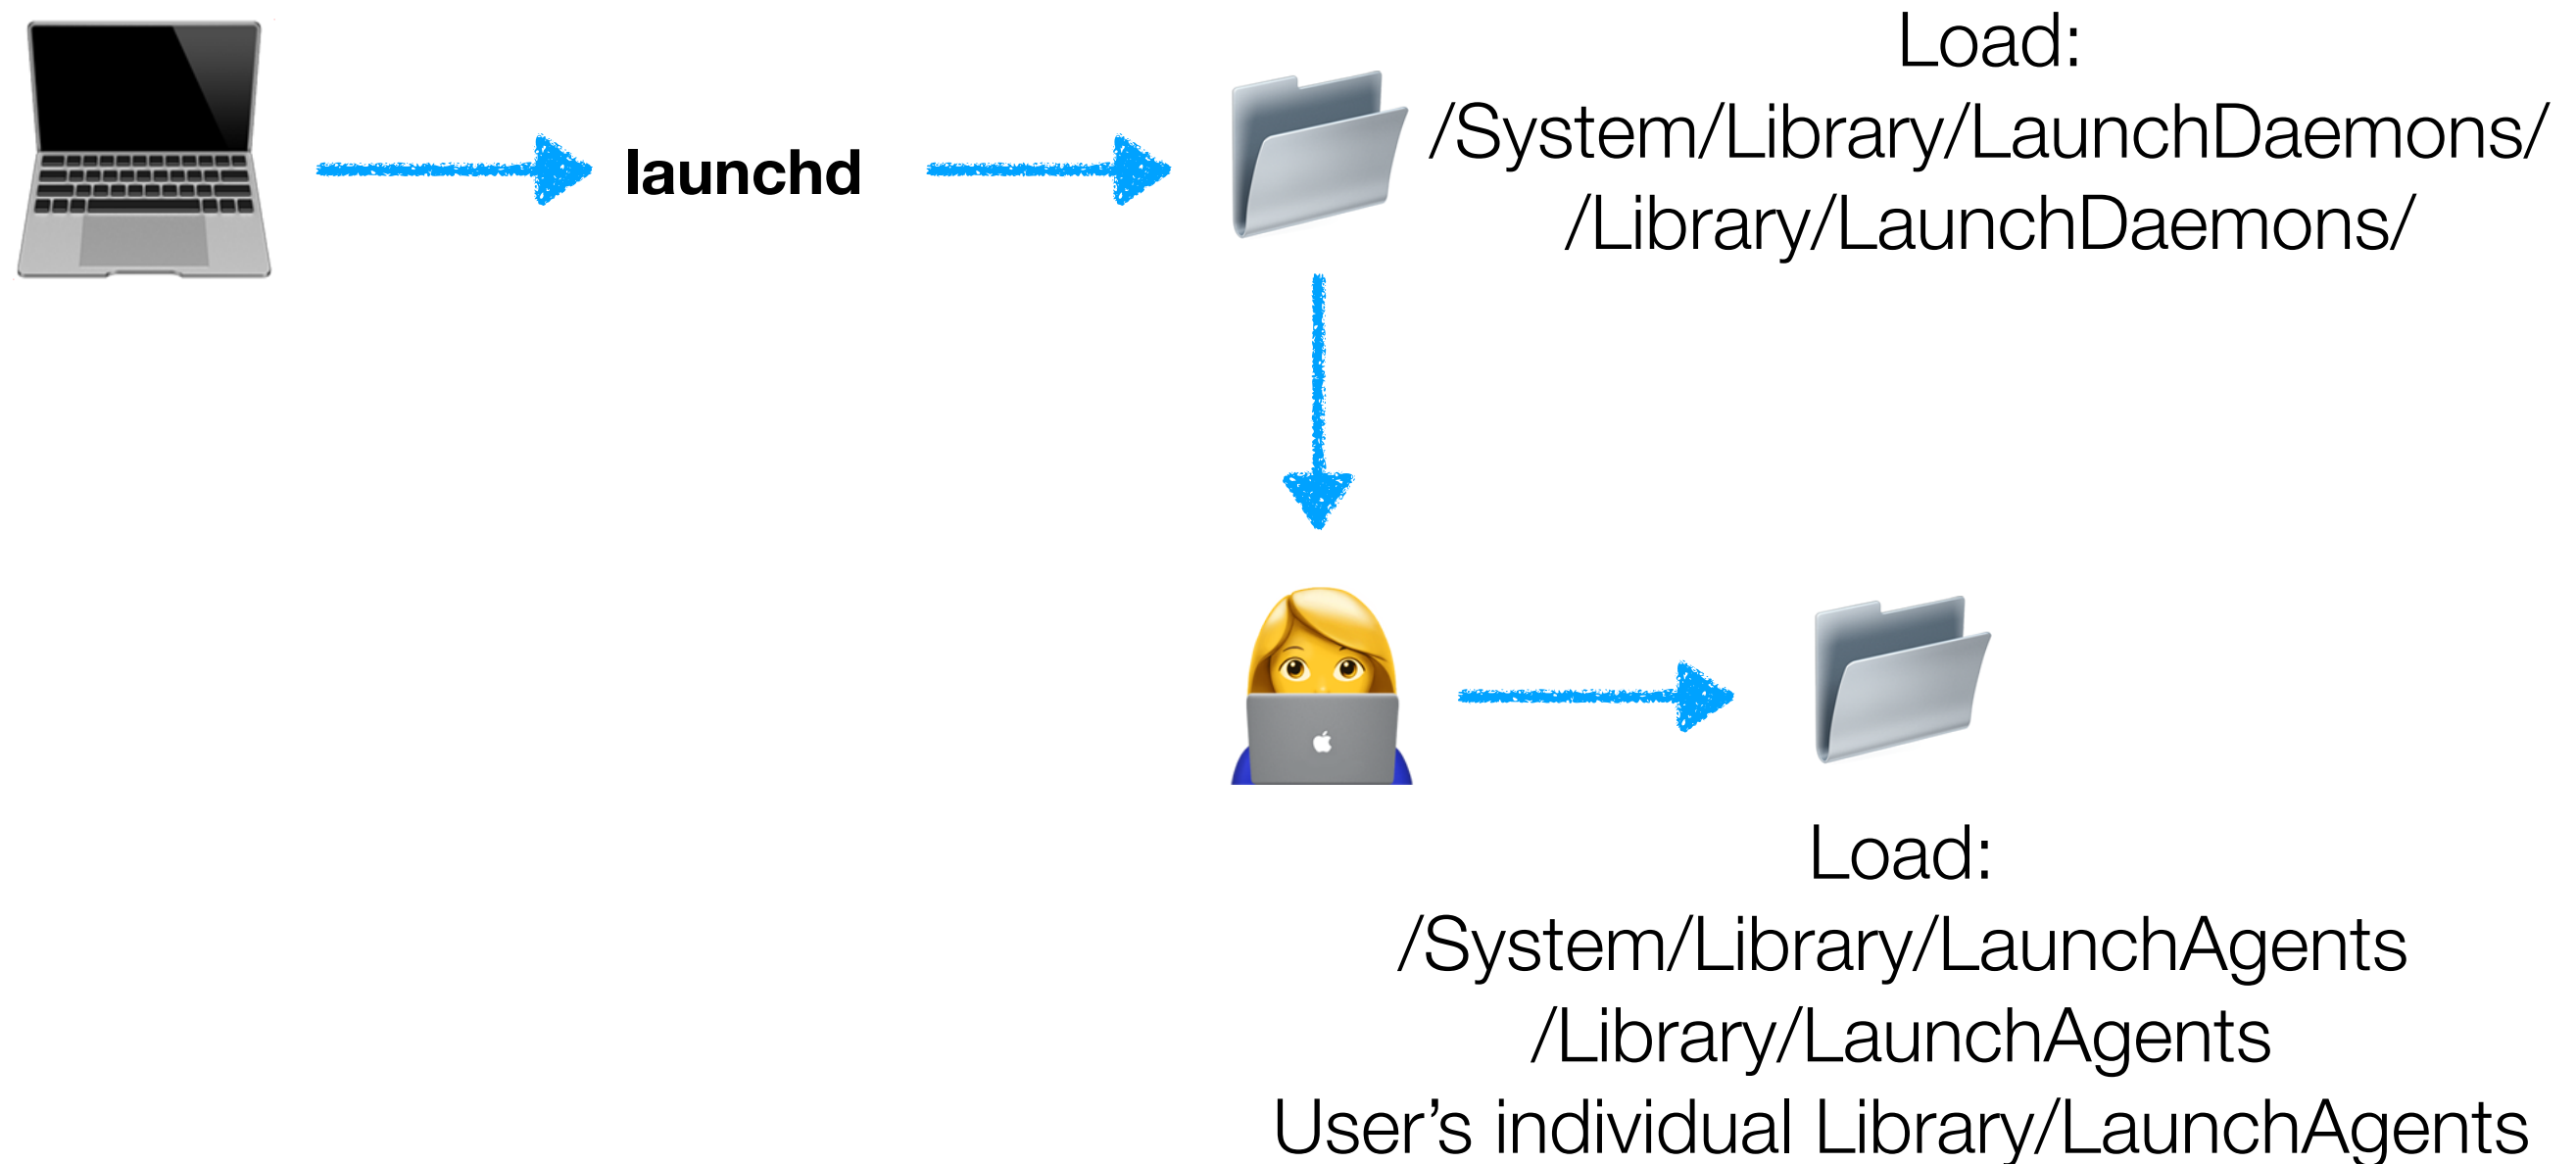 launchd
Load:
/System/Library/LaunchDaemons/
/Library/LaunchDaemons/
Load:
/System/Library/LaunchAgents
/Library/LaunchAgents
User’s individual Library/LaunchAgents